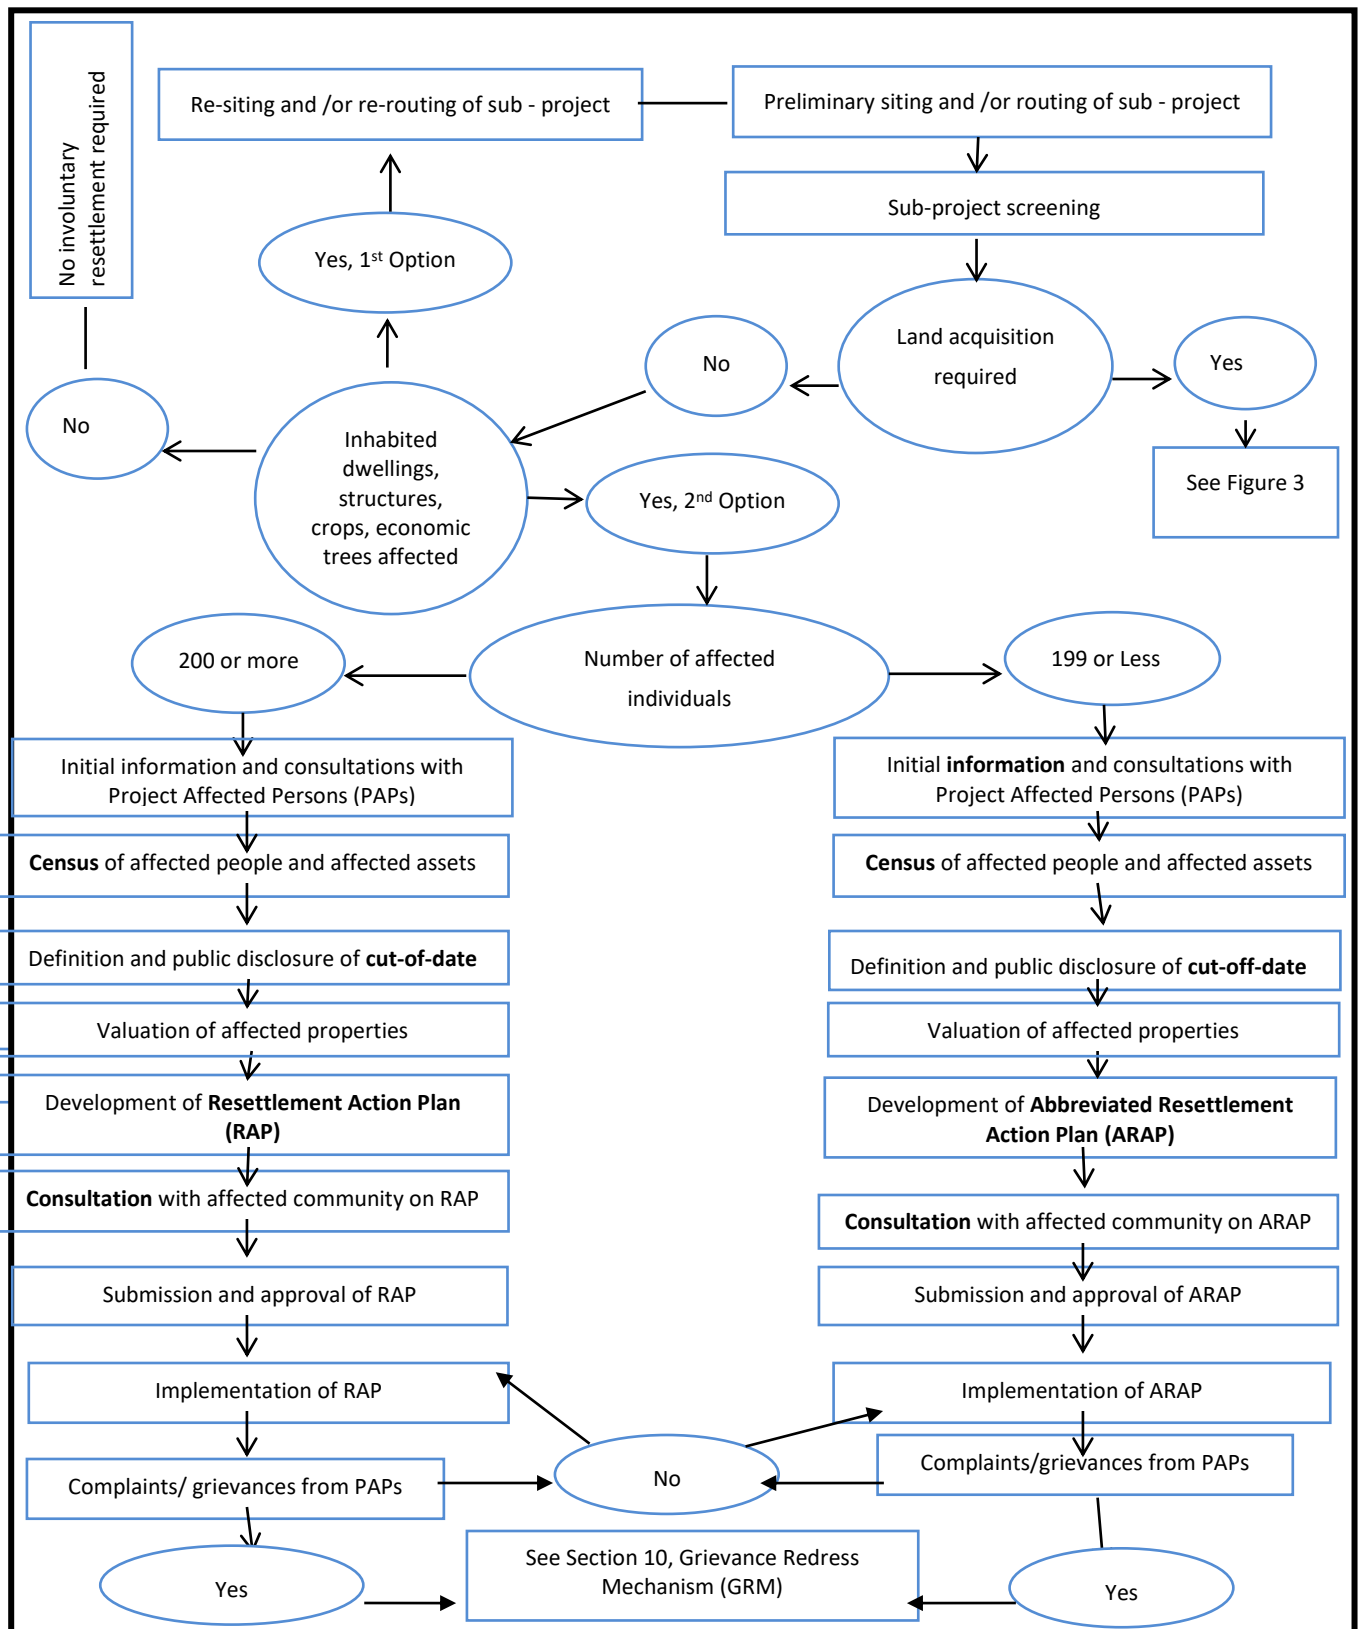 No involuntary
resettlement required
Re-siting and /or re-routing of sub - project
Preliminary siting and /or routing of sub - project
Sub-project screening
Yes, 1st Option
Land acquisition
required
No
Yes
No
Inhabited
dwellings,
structures,
crops, economic
trees affected
Yes, 2nd Option
See Figure 3
200 or more
Number of affected
individuals
199 or Less
Initial information and consultations with
Project Affected Persons (PAPs)
Census of affected people and affected assets
Definition and public disclosure of cut-of-date
Valuation of affected properties
Development of Resettlement Action Plan
(RAP)
Consultation with affected community on RAP
Submission and approval of RAP
Implementation of RAP
Complaints/ grievances from PAPs
Yes
Initial information and consultations with
Project Affected Persons (PAPs)
Census of affected people and affected assets
Definition and public disclosure of cut-off-date
Valuation of affected properties
Development of Abbreviated Resettlement
Action Plan (ARAP)
Consultation with affected community on ARAP
Submission and approval of ARAP
Implementation of ARAP
Complaints/grievances from PAPs
Yes
No
See Section 10, Grievance Redress
Mechanism (GRM)